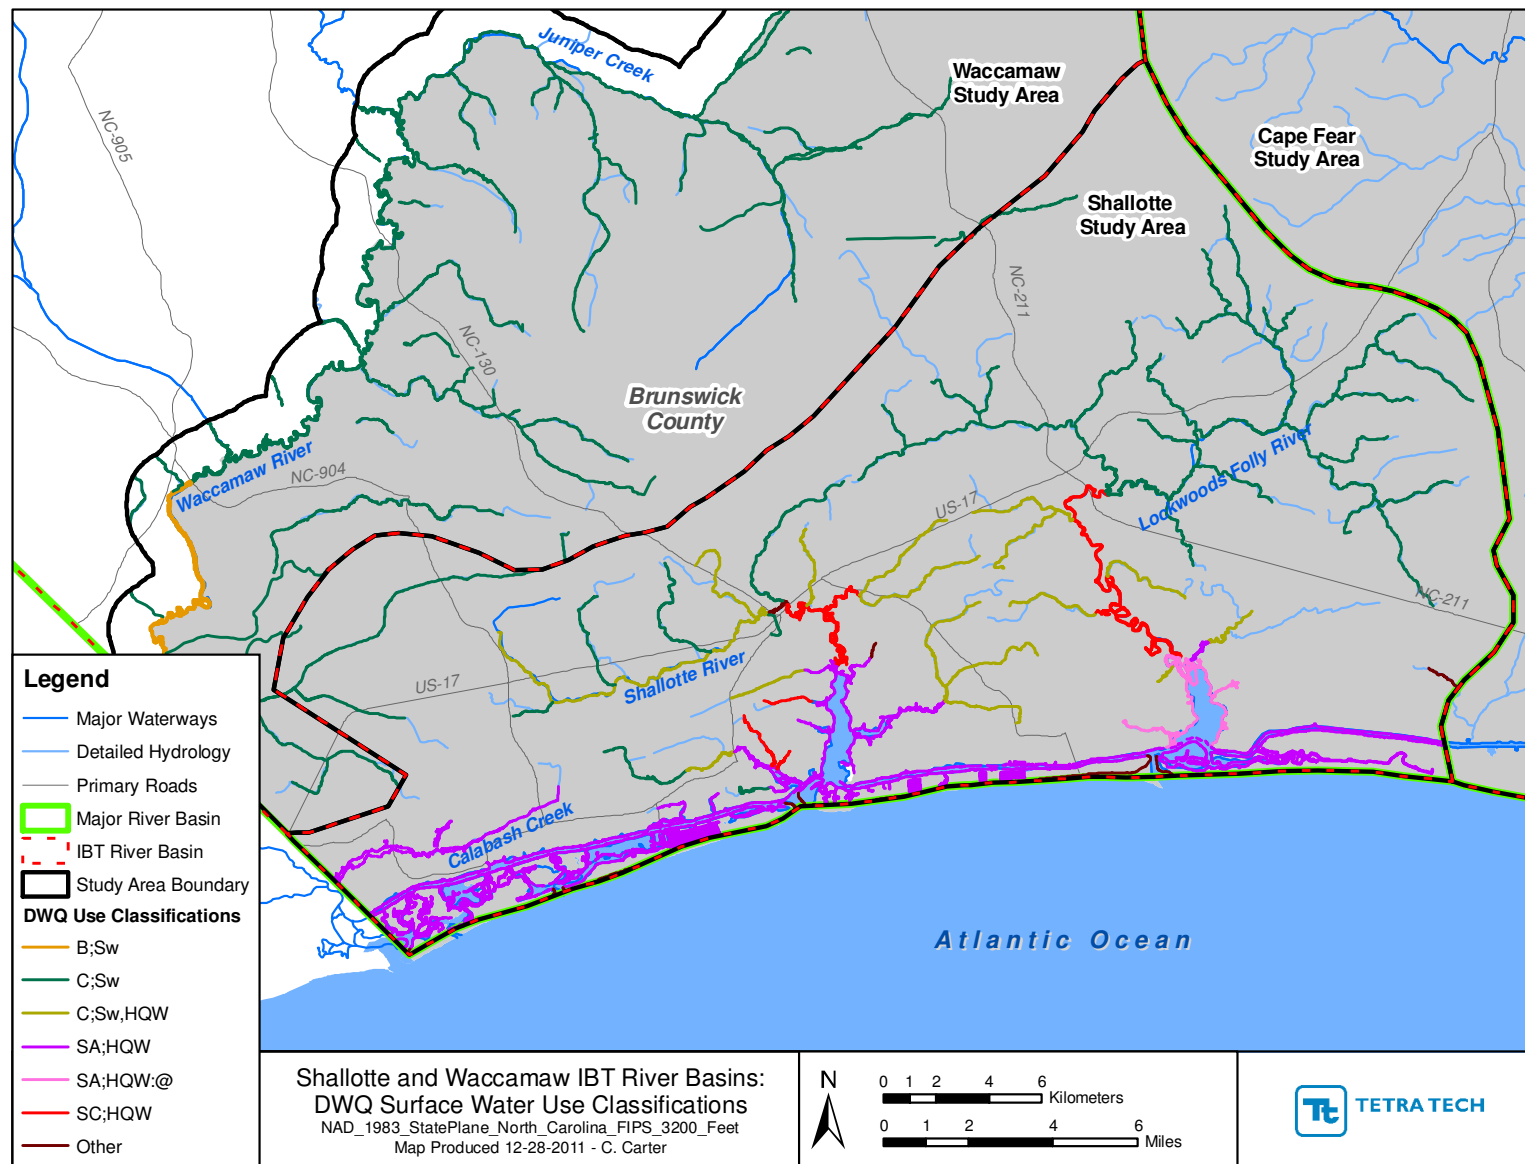 Juniper Creek
Waccamaw
Study Area
Cape Fear
Study Area
Shallotte
Study Area
NC-905
NC-211
NC-130
Brunswick
County
Waccamaw River
NC-904
US-17
Lockwoods Folly River
NC-211
Shallotte River
US-17
Calabash Creek
Atlantic Ocean
Legend
Major Waterways
Detailed Hydrology
Primary Roads
Major River Basin
IBT River Basin
Study Area Boundary
DWQ Use Classifications
B;Sw
C;Sw
C;Sw,HQW
SA;HQW
SA;HQW:@
SC;HQW
Other
Shallotte and Waccamaw IBT River Basins:
DWQ Surface Water Use Classifications
NAD_1983_StatePlane_North_Carolina_FIPS_3200_Feet
Map Produced 12-28-2011 - C. Carter
N
0 1 2 4 6
Kilometers
0 1 2 4 6
Miles
Tt TETRA TECH